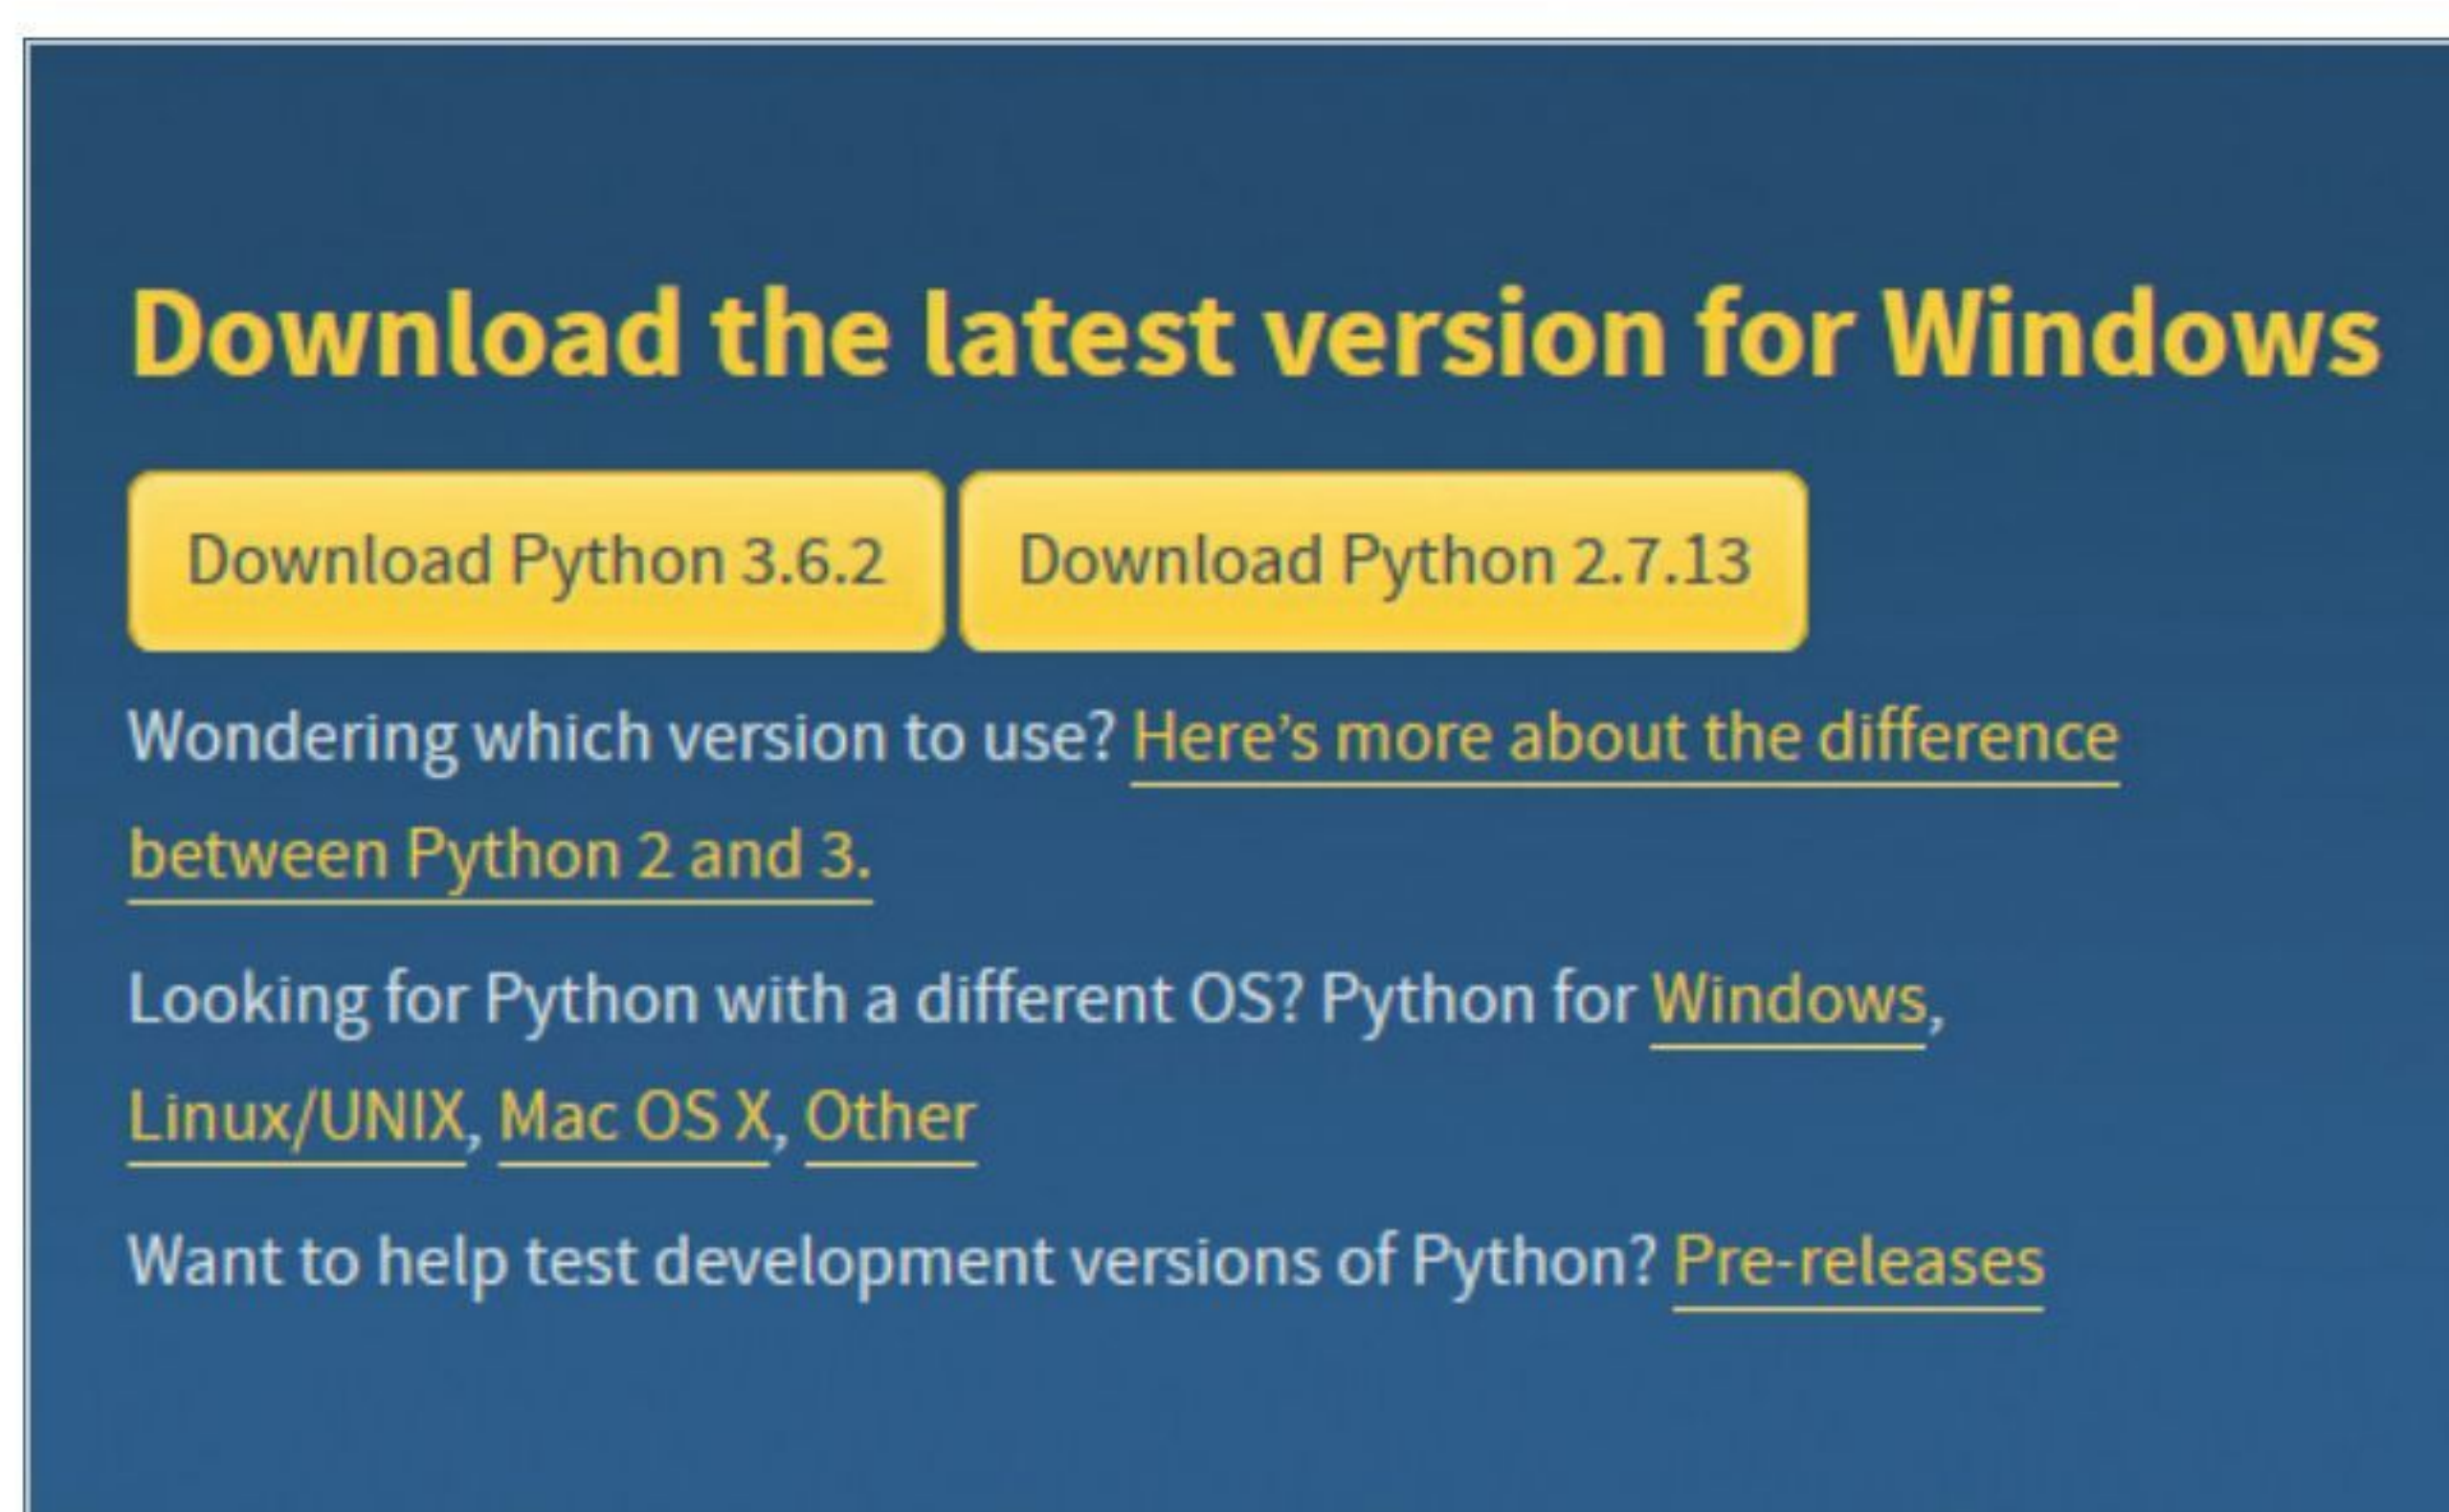 Download the latest version for Windows
Download Python 3.6.2 Download Python 2.7.13
Wondering which version to use? Here’s more about the difference
between Python 2 and 3.
Looking for Python with a different OS? Python for Windows,
Linux/UNIX, Mac OS X, Other
Want to help test development versions of Python? Pre-releases